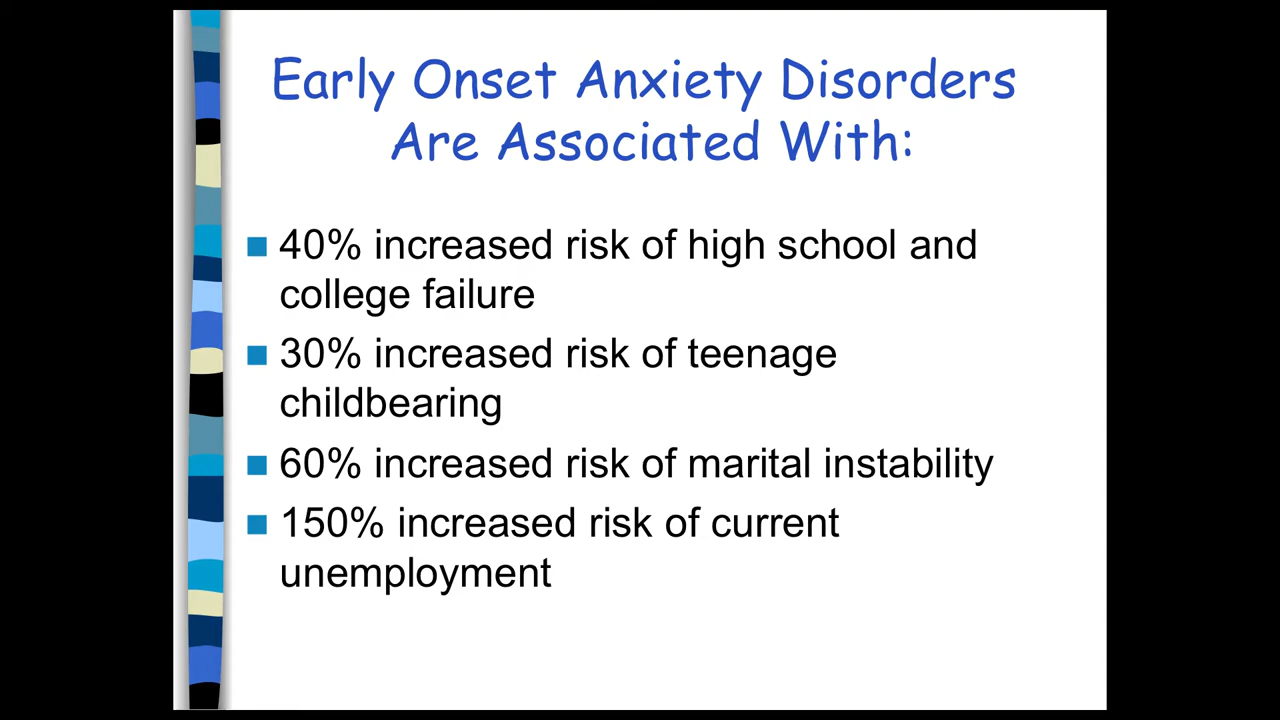 Early Onset Anxiety Disorders
Are Associated With:
40% increased risk of high school and
college failure
30% increased risk of teenage
childbearing
60% increased risk of marital instability
150% increased risk of current
unemployment